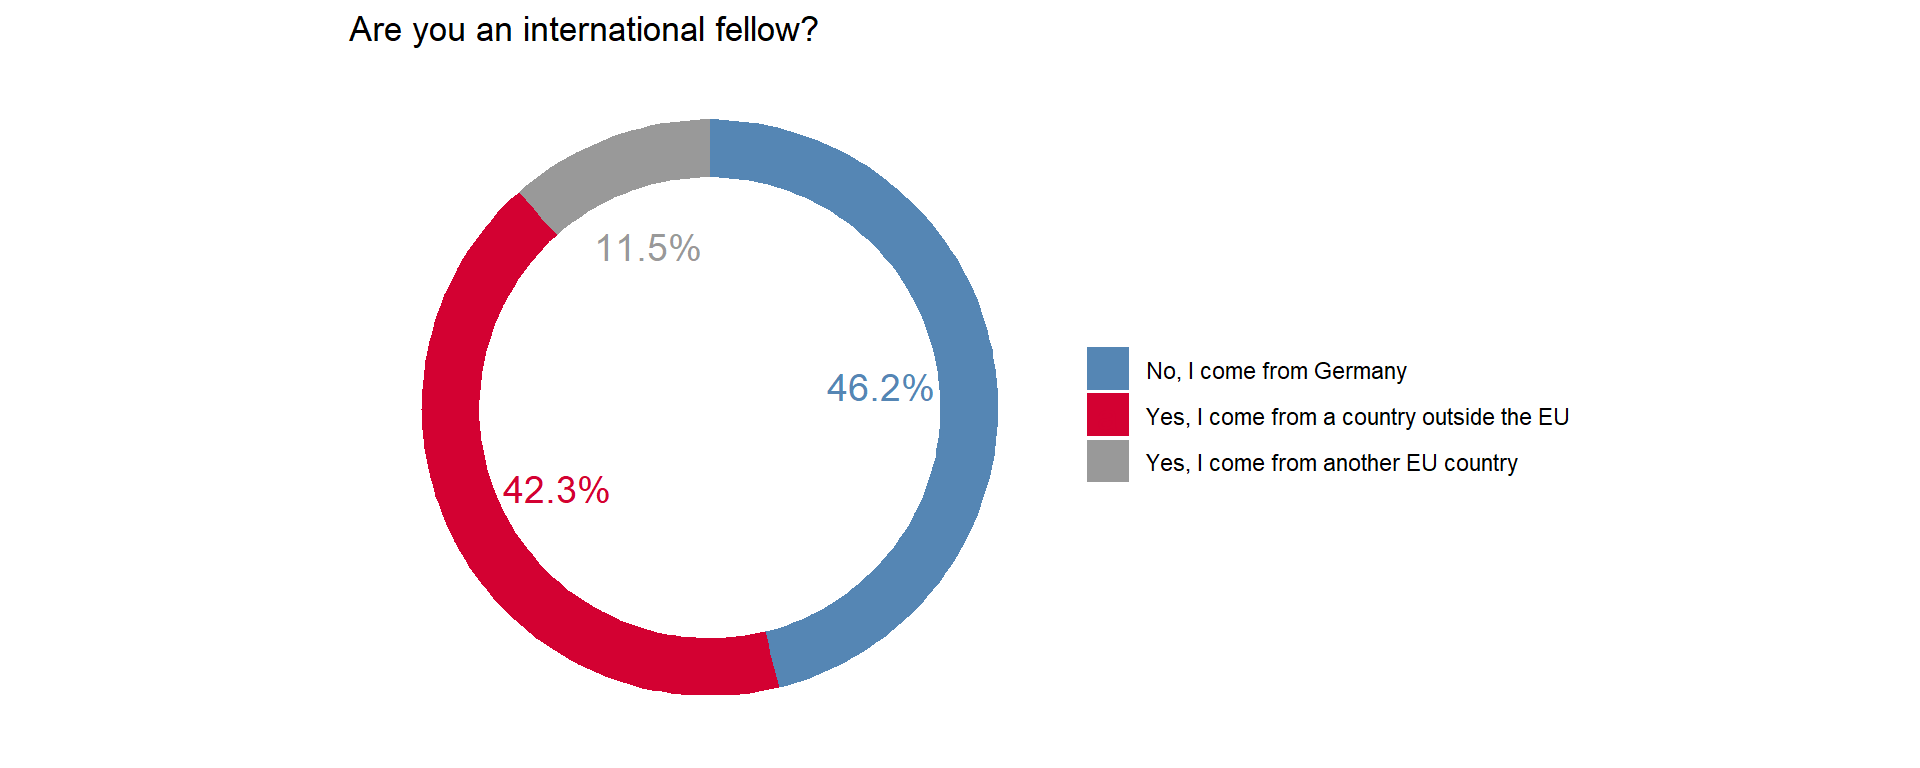 Are you an international fellow?
11.5%
46.2%
42.3%
No, I come from Germany
Yes, I come from a country outside the EU
Yes, I come from another EU country